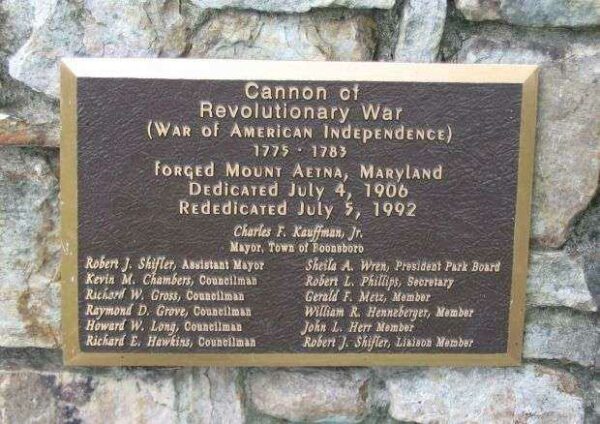 Cannon of
Revolutionary War
(War of American Independence)
1775 - 1783
Forged Mount Aetna, Maryland
Dedicated July 4, 1906
Rededicated July 5, 1992
Charles F. Kauffman, Jr.
Mayor, Town of Boonsboro
Robert J. Shifler, Assistant Mayor
Kevin M. Chambers, Councilman
Richard W. Gross, Councilman
Raymond D. Grove, Councilman
Howard W. Long, Councilman
Richard E. Hawkins, Councilman
Sheila A. Wren, President Park Board
Robert L. Phillips, Secretary
Gerald F. Metz, Member
William R. Henneberger, Member
John L. Herr Member
Robert J. Shifler, Liaison Member